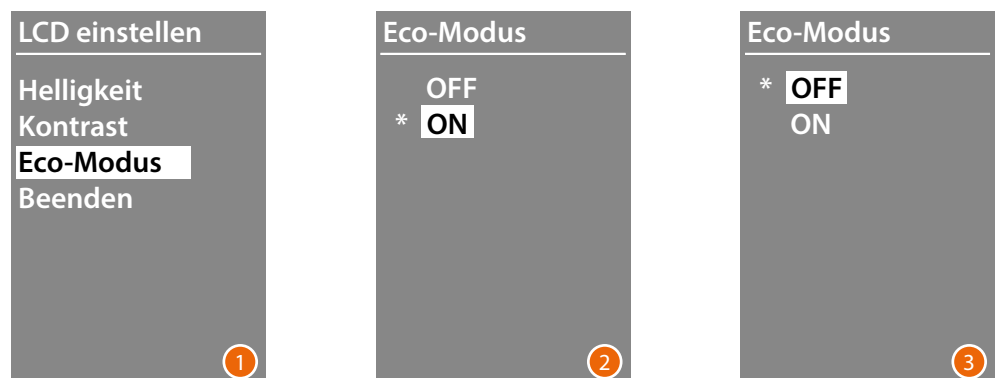 LCD einstellen
Helligkeit
Kontrast
Eco-Modus
Beenden
1
Eco-Modus
OFF
* ON
2
Eco-Modus
* OFF
ON
3